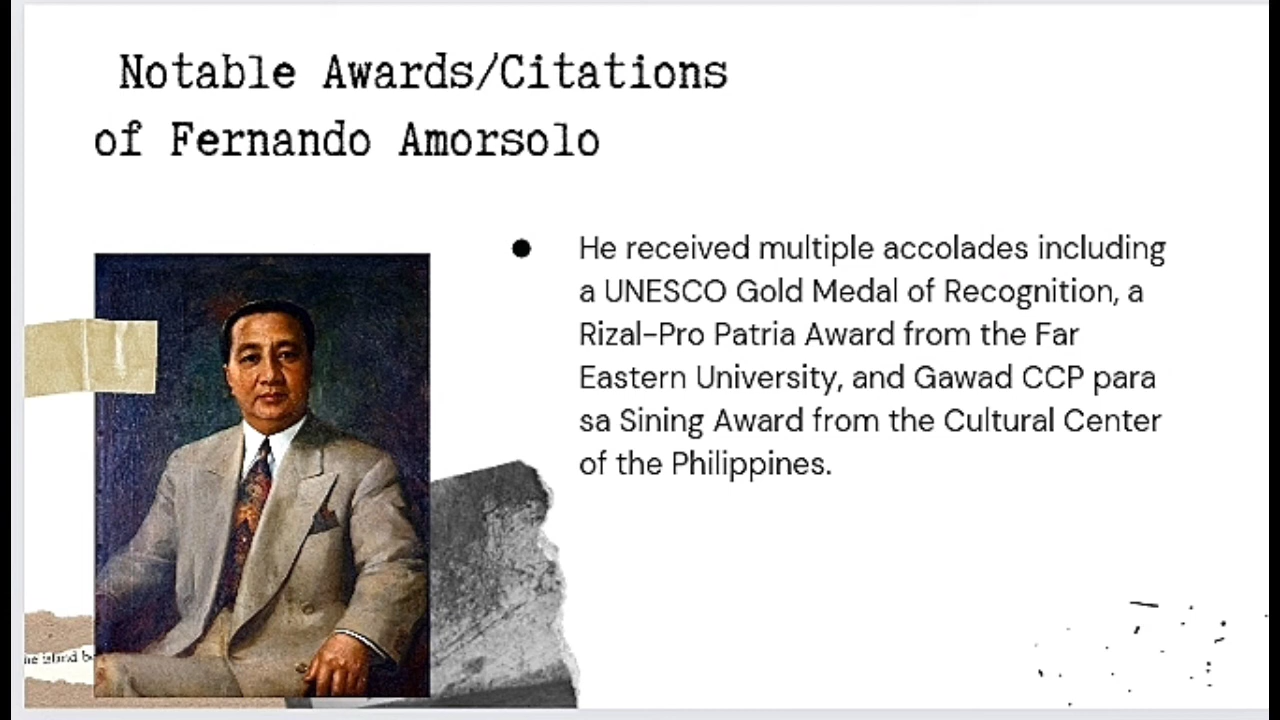 Notable Awards/Citations
of Fernando Amorsolo
● He received multiple accolades including
a UNESCO Gold Medal of Recognition, a
Rizal-Pro Patria Award from the Far
Eastern University, and Gawad CCP para
sa Sining Award from the Cultural Center
of the Philippines.
island